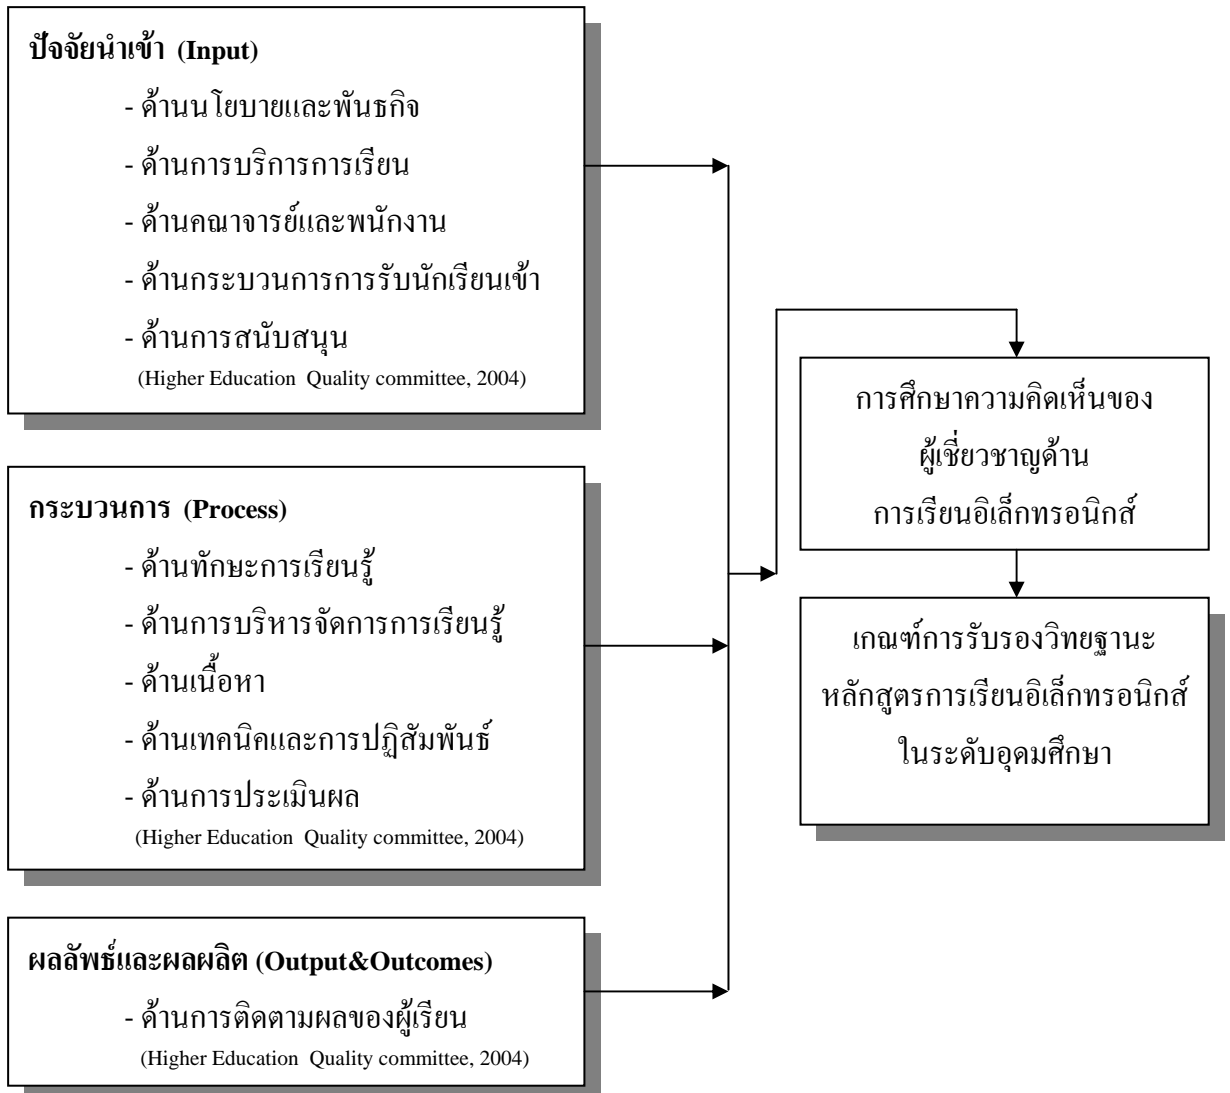 ปัจจัยนำเข้า (Input)
- ด้านนโยบายและพันธกิจ
- ด้านการบริการการเรียน
- ด้านคณาจารย์และพนักงาน
- ด้านกระบวนการการรับนักเรียนเข้า
- ด้านการสนับสนุน
(Higher Education Quality committee, 2004)
กระบวนการ (Process)
- ด้านทักษะการเรียนรู้
- ด้านการบริหารจัดการการเรียนรู้
- ด้านเนื้อหา
- ด้านเทคนิคและการปฏิสัมพันธ์
- ด้านการประเมินผล
(Higher Education Quality committee, 2004)
ผลลัพธ์และผลผลิต (Output&Outcomes)
- ด้านการติดตามผลของผู้เรียน
(Higher Education Quality committee, 2004)
การศึกษาความคิดเห็นของ
ผู้เชี่ยวชาญด้าน
การเรียนอิเล็กทรอนิกส์
เกณฑ์การรับรองวิทยฐานะ
หลักสูตรการเรียนอิเล็กทรอนิกส์
ในระดับอุดมศึกษา